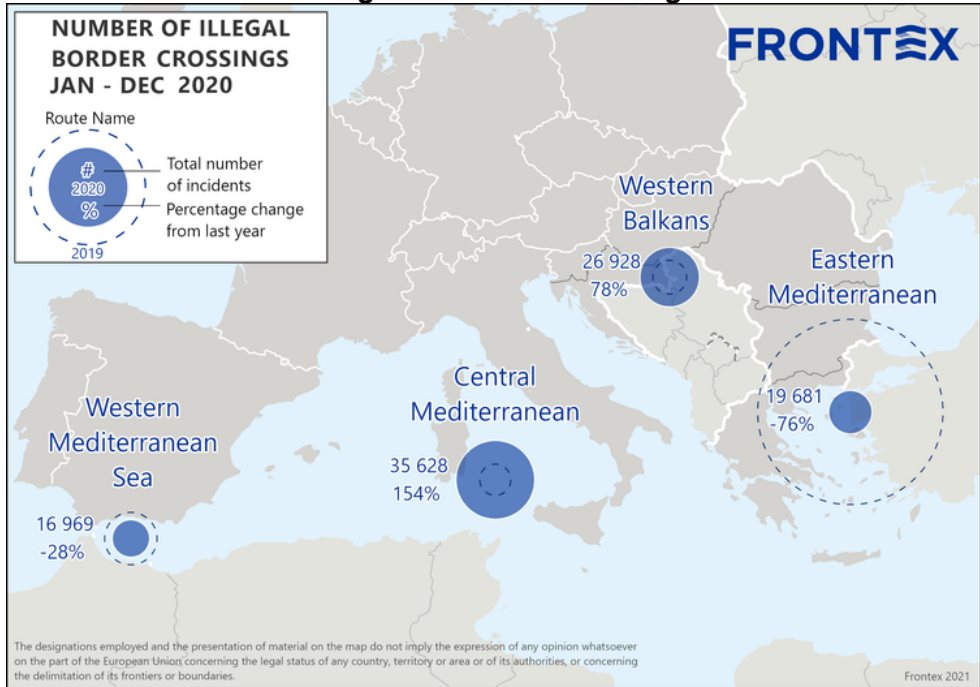 NUMBER OF ILLEGAL
BORDER CROSSINGS
JAN - DEC 2020
Route Name
#
2020
%
Total number
of incidents
Percentage change
from last year
2019
FRONTEX
Western
Balkans
26 928
78%
Eastern
Mediterranean
19 681
-76%
Central
Mediterranean
35 628
154%
Western
Mediterranean
Sea
16 969
-28%
The designations employed and the presentation of material on the map do not imply the expression of any opinion whatsoever
on the part of the European Union concerning the legal status of any country, territory or area or of its authorities, or concerning
the delimitation of its frontiers or boundaries.
Frontex 2021